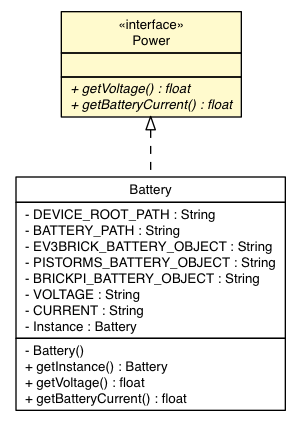 «interface»
Power
+ getVoltage() : float
+ getBatteryCurrent() : float
Battery
- DEVICE_ROOT_PATH : String
- BATTERY_PATH : String
- EV3BRICK_BATTERY_OBJECT : String
- PISTORMS_BATTERY_OBJECT : String
- BRICKPI_BATTERY_OBJECT : String
- VOLTAGE : String
- CURRENT : String
- Instance : Battery
- Battery()
+ getInstance() : Battery
+ getVoltage() : float
+ getBatteryCurrent() : float